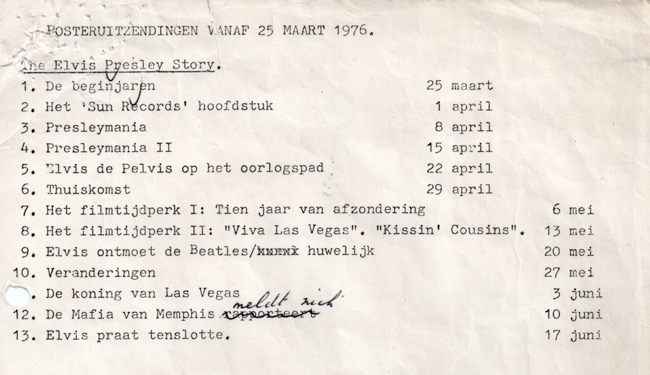 POSTERUITZENDINGEN VANAF 25 MAART 1976.
The Elvis Presley Story.
1. De beginjaren 25 maart
2. Het 'Sun Records' hoofdstuk 1 april
3. Presleymania 8 april
4. Presleymania II 15 april
5. Elvis de Pelvis op het oorlogspad 22 april
6. Thuiskomst 29 april
7. Het filmtijdperk I: Tien jaar van afzondering 6 mei
8. Het filmtijdperk II: "Viva Las Vegas". "Kissin' Cousins". 13 mei
9. Elvis ontmoet de Beatles/xxxxx huwelijk 20 mei
10. Veranderingen 27 mei
. De koning van Las Vegas 3 juni
meldt zich
12. De Mafia van Memphis rapporteert 10 juni
13. Elvis praat tenslotte. 17 juni